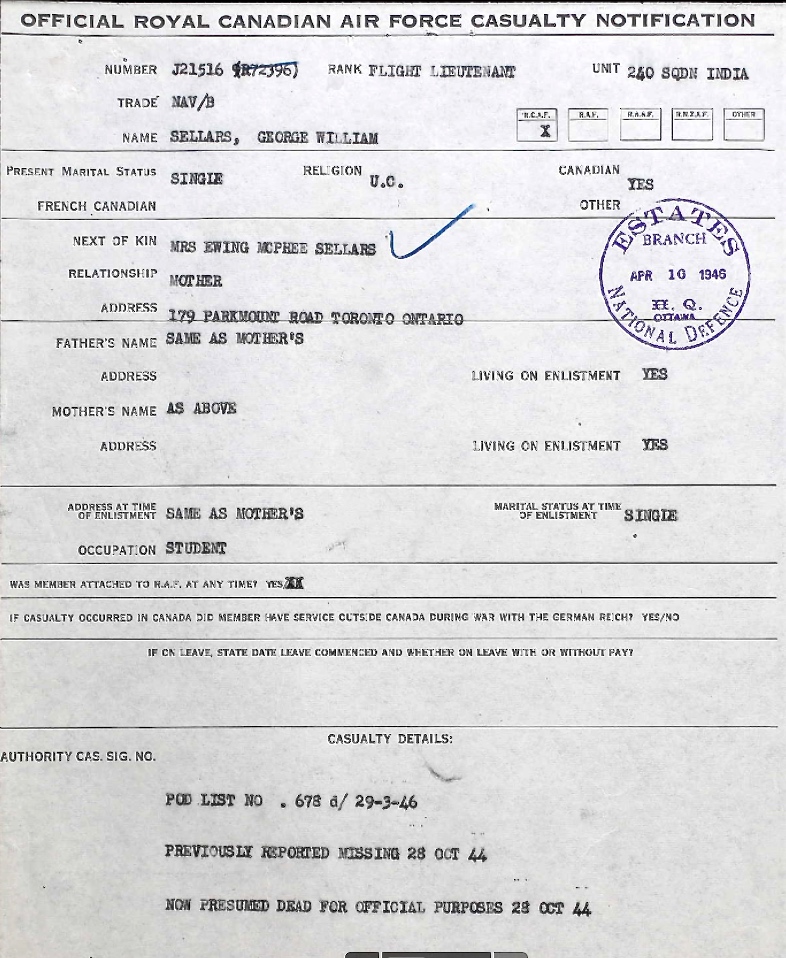 OFFICIAL ROYAL CANADIAN AIR FORCE CASUALTY NOTIFICATION
NUMBER J21516 (R72396) RANK FLIGHT LIEUTENANT UNIT 240 SQDN INDIA
TRADE NAV/B
R.C.A.F. R.A.F. R.A.A.F. R.N.Z.A.F. OTHER
NAME SELLARS, GEORGE WILLIAM X
PRESENT MARITAL STATUS SINGLE RELIGION U.C. CANADIAN YES
FRENCH CANADIAN OTHER
NEXT OF KIN MRS EWING MCPHEE SELLARS
RELATIONSHIP MOTHER
ADDRESS 179 PARKMOUNT ROAD TORONTO ONTARIO
ESTATES
BRANCH
APR 16 1946
H. Q.
OTTAWA
NATIONAL DEFENCE
FATHER'S NAME SAME AS MOTHER'S
ADDRESS LIVING ON ENLISTMENT YES
MOTHER'S NAME AS ABOVE
ADDRESS LIVING ON ENLISTMENT YES
ADDRESS AT TIME OF ENLISTMENT SAME AS MOTHER'S MARITAL STATUS AT TIME OF ENLISTMENT SINGLE
OCCUPATION STUDENT
WAS MEMBER ATTACHED TO R.A.F. AT ANY TIME? YES/XX
IF CASUALTY OCCURRED IN CANADA DID MEMBER HAVE SERVICE OUTSIDE CANADA DURING WAR WITH THE GERMAN REICH? YES/NO
IF ON LEAVE, STATE DATE LEAVE COMMENCED AND WHETHER ON LEAVE WITH OR WITHOUT PAY?
CASUALTY DETAILS:
AUTHORITY CAS. SIG. NO.
POD LIST NO . 678 d/ 29-3-46
PREVIOUSLY REPORTED MISSING 28 OCT 44
NOW PRESUMED DEAD FOR OFFICIAL PURPOSES 28 OCT 44